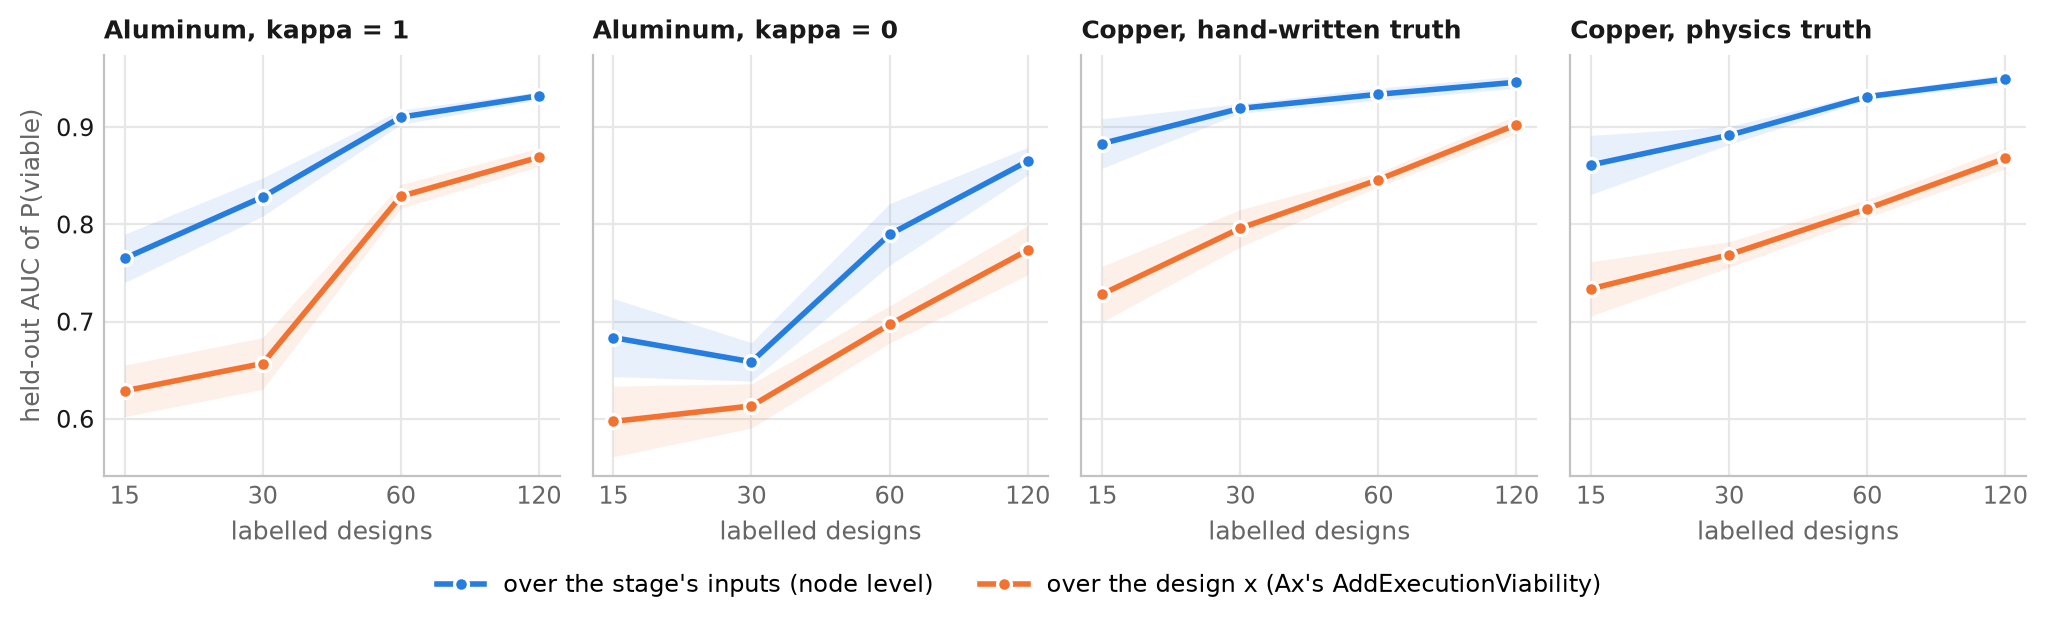 Aluminum, kappa = 1
Aluminum, kappa = 0
Copper, hand-written truth
Copper, physics truth
held-out AUC of P(viable)
0.9
0.8
0.7
0.6
15 30 60 120
15 30 60 120
15 30 60 120
15 30 60 120
labelled designs
labelled designs
labelled designs
labelled designs
over the stage's inputs (node level)
over the design x (Ax's AddExecutionViability)